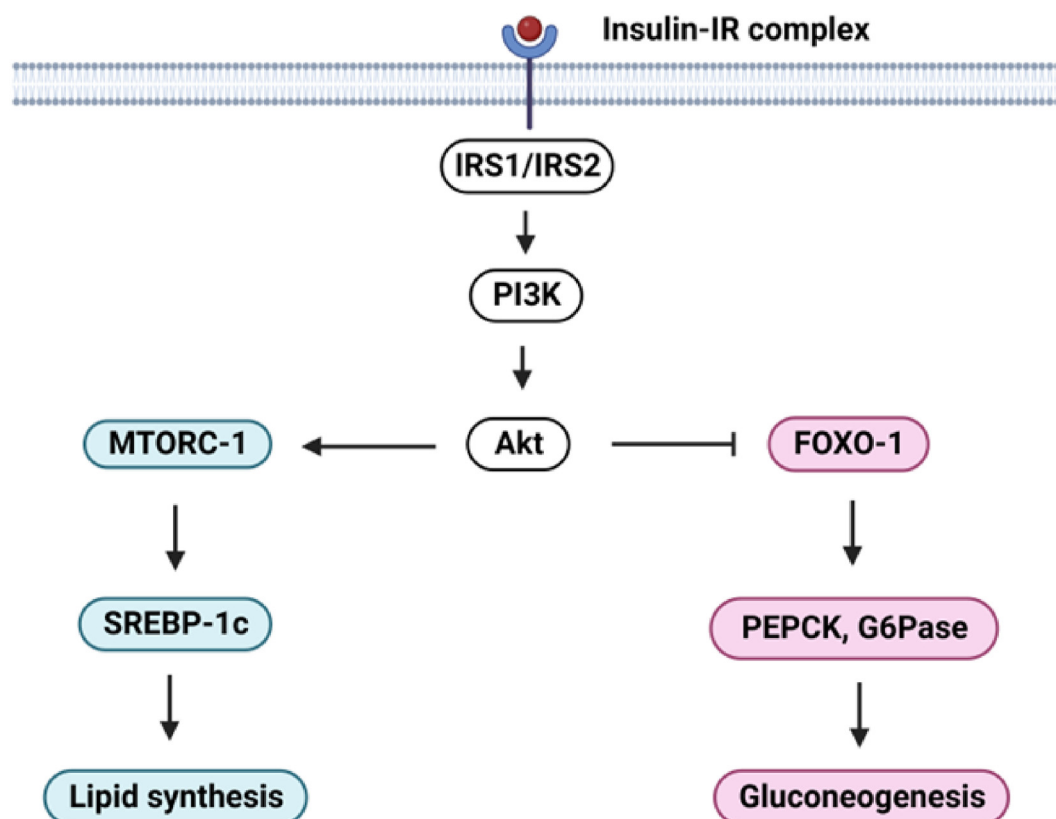 Insulin-IR complex
IRS1/IRS2
PI3K
MTORC-1
Akt
FOXO-1
SREBP-1c
PEPCK, G6Pase
Lipid synthesis
Gluconeogenesis